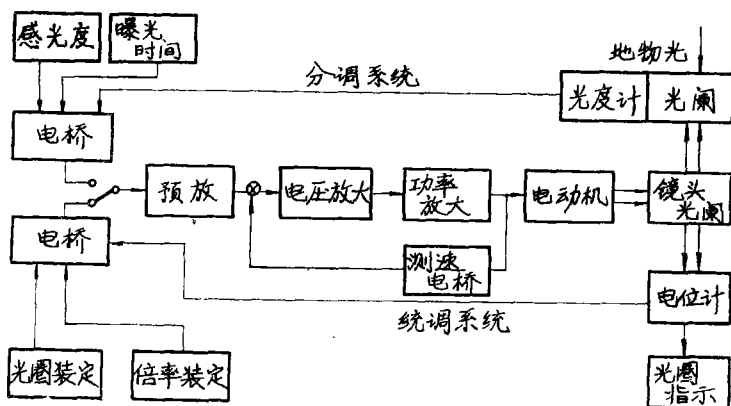 感光度
曝光
时间
地物光
分调系统
光度计
光阑
电桥
预放
电压放大
功率
放大
电动机
镜头
光阑
电桥
测速
电桥
电位计
统调系统
光圈装定
倍率装定
光圈
指示